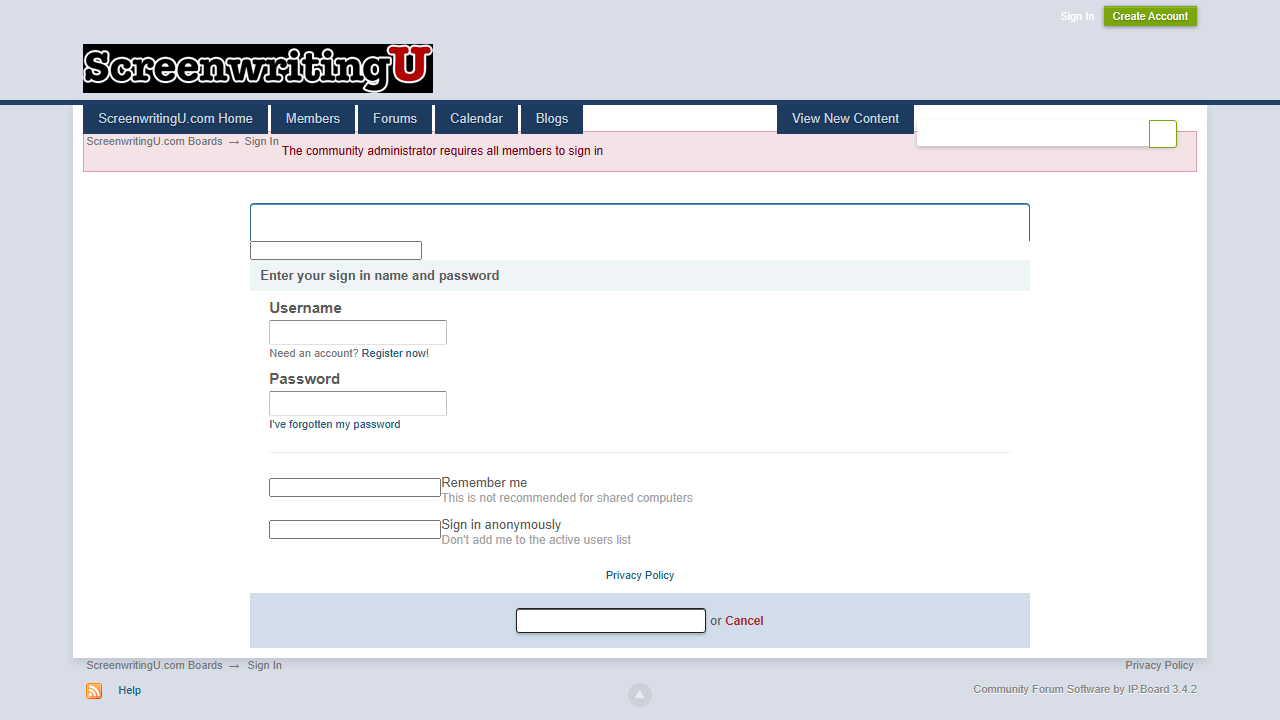 Sign In Create Account
ScreenwritingU
ScreenwritingU.com Home Members Forums Calendar Blogs View New Content
ScreenwritingU.com Boards → Sign In
The community administrator requires all members to sign in
Enter your sign in name and password
Username
Need an account? Register now!
Password
I've forgotten my password
Remember me
This is not recommended for shared computers
Sign in anonymously
Don't add me to the active users list
Privacy Policy
or Cancel
ScreenwritingU.com Boards → Sign In Privacy Policy
Help Community Forum Software by IP.Board 3.4.2